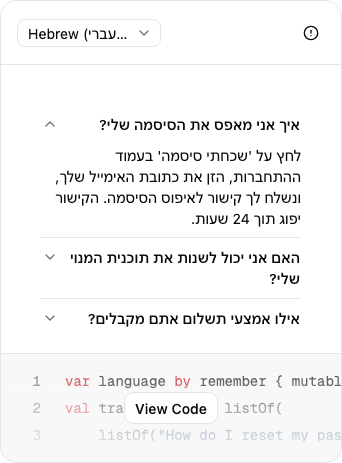 Hebrew (עברי...
איך אני מאפס את הסיסמה שלי?
לחץ על 'שכחתי סיסמה' בעמוד
ההתחברות, הזן את כתובת האימייל שלך,
ונשלח לך קישור לאיפוס הסיסמה. הקישור
יפוג תוך 24 שעות.
האם אני יכול לשנות את תוכנית המנוי
שלי?
אילו אמצעי תשלום אתם מקבלים?
1 var language by remember { mutabl
2 val tra listOf(
View Code
3 listOf("How do I reset my pas